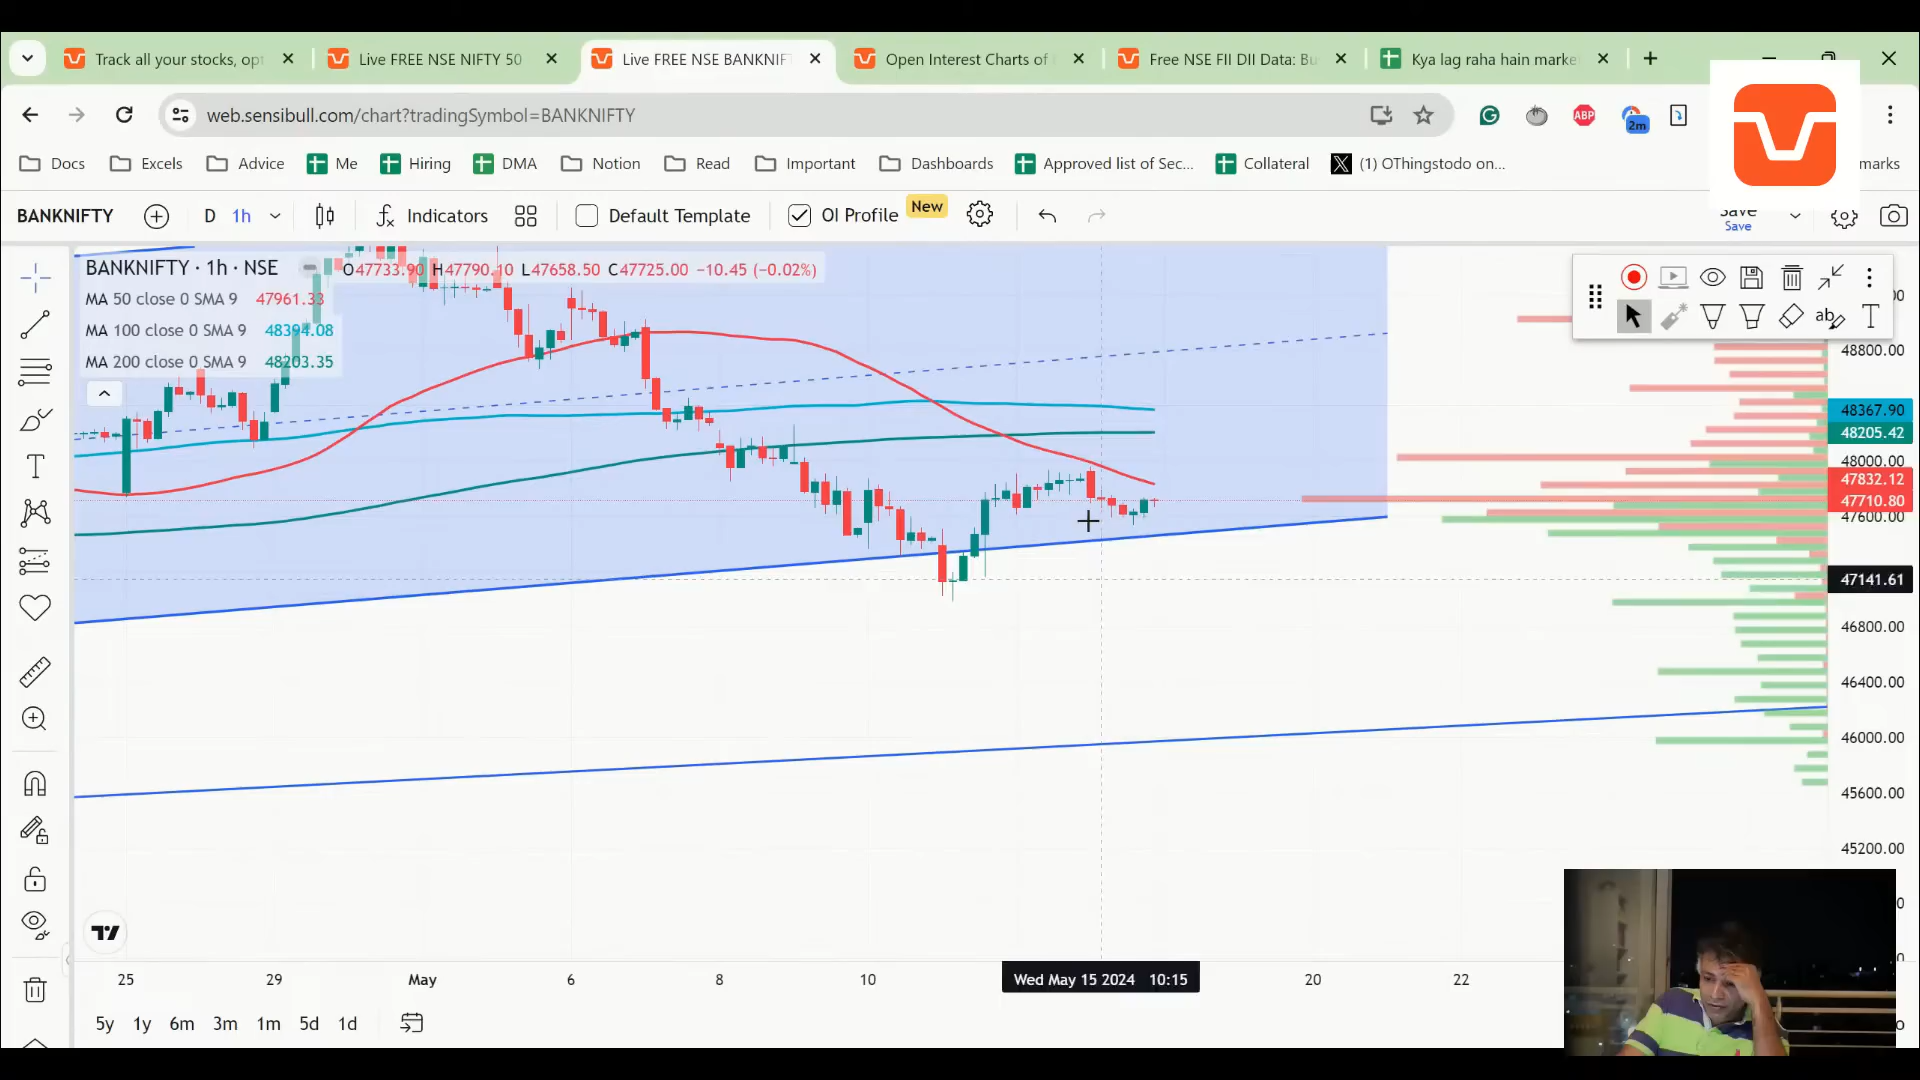 Track all your stocks, opt
Live FREE NSE NIFTY 50
Live FREE NSE BANKNIFT
Open Interest Charts of
Free NSE FII DII Data: Bu
Kya lag raha hain marke
web.sensibull.com/chart?tradingSymbol=BANKNIFTY
ABP
2m
Docs
Excels
Advice
Me
Hiring
DMA
Notion
Read
Important
Dashboards
Approved list of Sec...
Collateral
(1) OThingstodo on...
marks
BANKNIFTY
D
1h
Indicators
Default Template
OI Profile
New
Save
Save
BANKNIFTY · 1h · NSE
O47733.90 H47790.10 L47658.50 C47725.00 −10.45 (−0.02%)
MA 50 close 0 SMA 9 47961.33
MA 100 close 0 SMA 9 48394.08
MA 200 close 0 SMA 9 48203.35
48800.00
48367.90
48205.42
48000.00
47832.12
47710.80
47600.00
47141.61
46800.00
46400.00
46000.00
45600.00
45200.00
25
29
May
6
8
10
Wed May 15 2024 10:15
20
22
5y
1y
6m
3m
1m
5d
1d